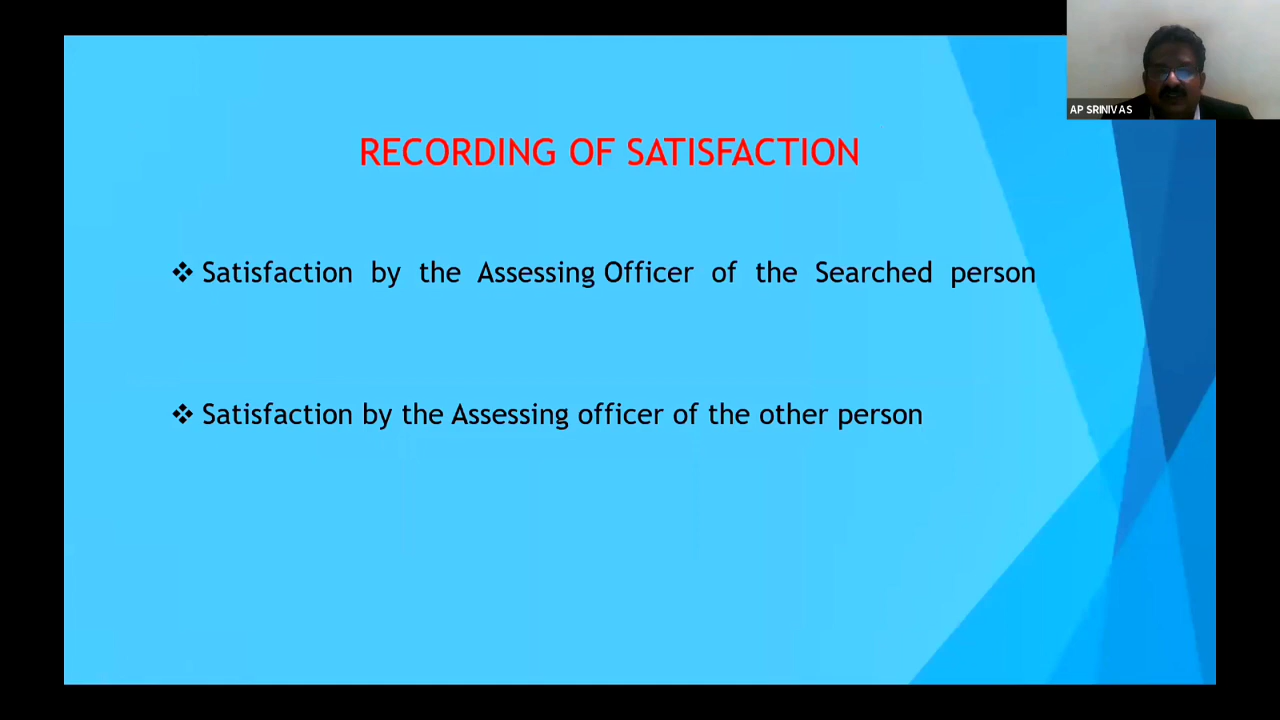 AP SRINIVAS
RECORDING OF SATISFACTION
❖ Satisfaction by the Assessing Officer of the Searched person
❖ Satisfaction by the Assessing officer of the other person